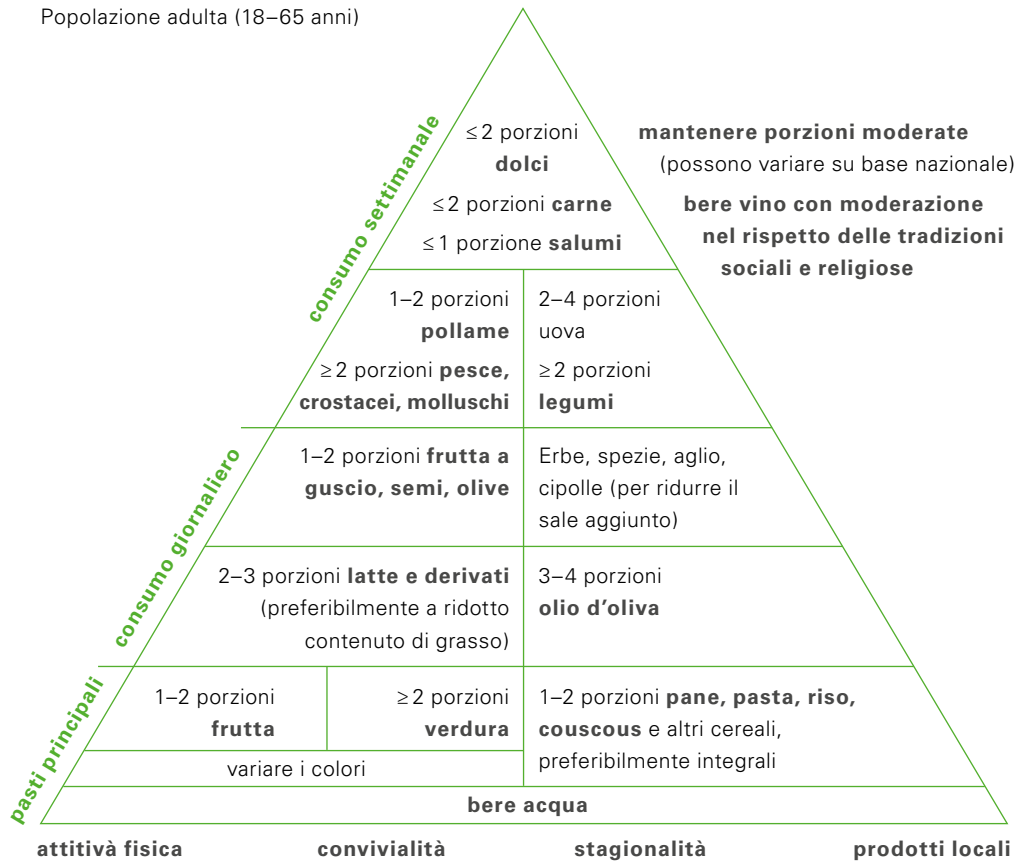 Popolazione adulta (18–65 anni)
consumo settimanale
≤ 2 porzioni
dolci
≤ 2 porzioni carne
≤ 1 porzione salumi
mantenere porzioni moderate
(possono variare su base nazionale)
bere vino con moderazione
nel rispetto delle tradizioni
sociali e religiose
1–2 porzioni
pollame
≥ 2 porzioni pesce,
crostacei, molluschi
2–4 porzioni
uova
≥ 2 porzioni
legumi
consumo giornaliero
1–2 porzioni frutta a
guscio, semi, olive
Erbe, spezie, aglio,
cipolle (per ridurre il
sale aggiunto)
2–3 porzioni latte e derivati
(preferibilmente a ridotto
contenuto di grasso)
3–4 porzioni
olio d’oliva
pasti principali
1–2 porzioni
frutta
≥ 2 porzioni
verdura
variare i colori
1–2 porzioni pane, pasta, riso,
couscous e altri cereali,
preferibilmente integrali
bere acqua
attitivà fisica
convivialità
stagionalità
prodotti locali